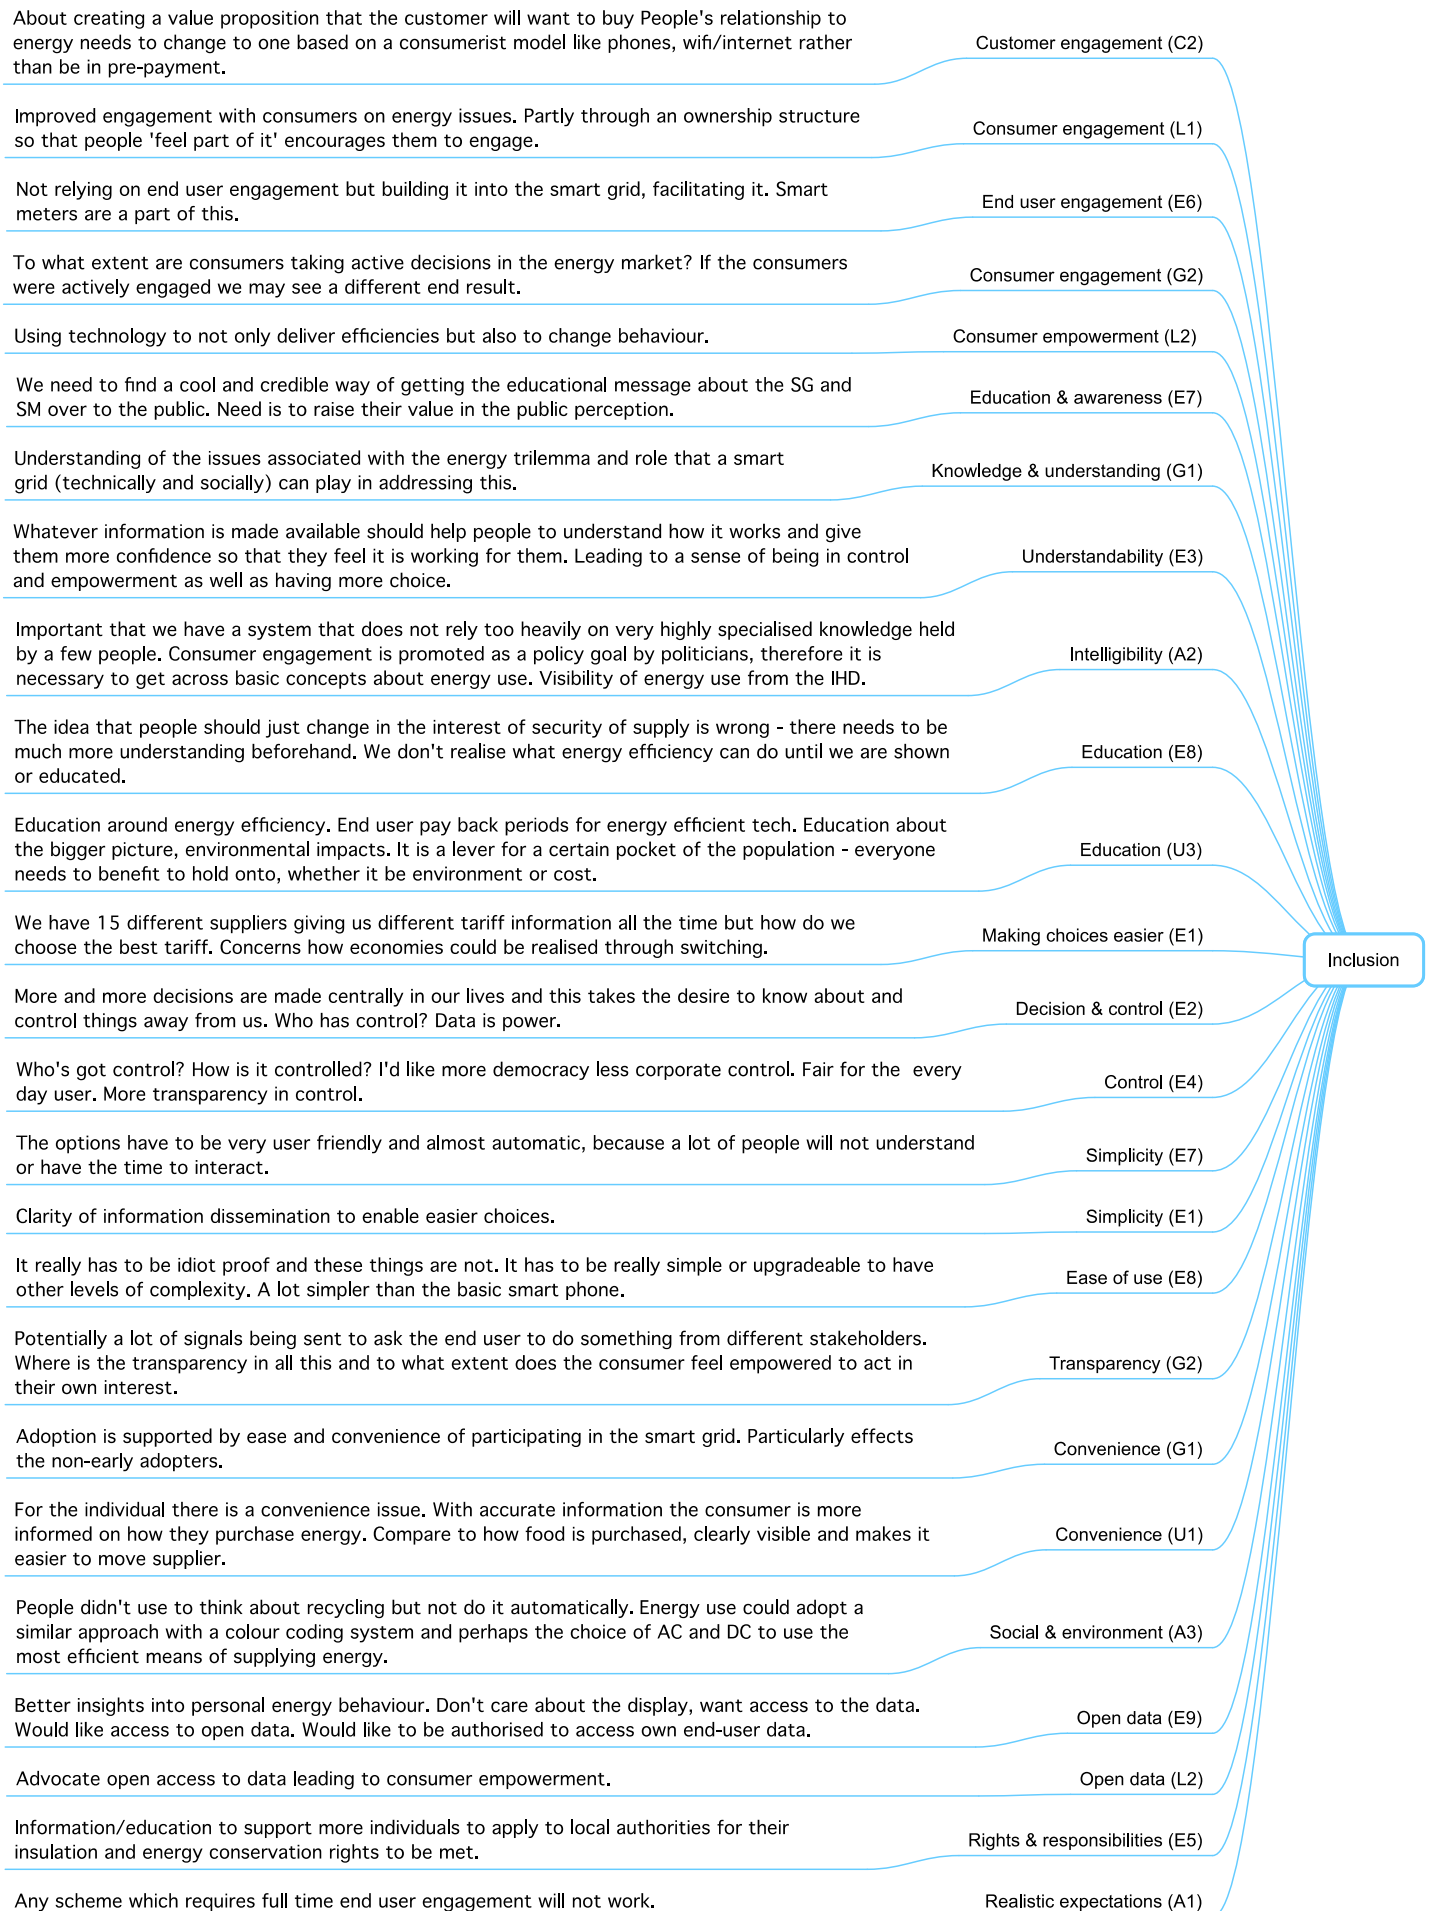 About creating a value proposition that the customer will want to buy People's relationship to
energy needs to change to one based on a consumerist model like phones, wifi/internet rather
than be in pre-payment.
Customer engagement (C2)
Improved engagement with consumers on energy issues. Partly through an ownership structure
so that people 'feel part of it' encourages them to engage.
Consumer engagement (L1)
Not relying on end user engagement but building it into the smart grid, facilitating it. Smart
meters are a part of this.
End user engagement (E6)
To what extent are consumers taking active decisions in the energy market? If the consumers
were actively engaged we may see a different end result.
Consumer engagement (G2)
Using technology to not only deliver efficiencies but also to change behaviour.
Consumer empowerment (L2)
We need to find a cool and credible way of getting the educational message about the SG and
SM over to the public. Need is to raise their value in the public perception.
Education & awareness (E7)
Understanding of the issues associated with the energy trilemma and role that a smart
grid (technically and socially) can play in addressing this.
Knowledge & understanding (G1)
Whatever information is made available should help people to understand how it works and give
them more confidence so that they feel it is working for them. Leading to a sense of being in control
and empowerment as well as having more choice.
Understandability (E3)
Important that we have a system that does not rely too heavily on very highly specialised knowledge held
by a few people. Consumer engagement is promoted as a policy goal by politicians, therefore it is
necessary to get across basic concepts about energy use. Visibility of energy use from the IHD.
Intelligibility (A2)
The idea that people should just change in the interest of security of supply is wrong - there needs to be
much more understanding beforehand. We don't realise what energy efficiency can do until we are shown
or educated.
Education (E8)
Education around energy efficiency. End user pay back periods for energy efficient tech. Education about
the bigger picture, environmental impacts. It is a lever for a certain pocket of the population - everyone
needs to benefit to hold onto, whether it be environment or cost.
Education (U3)
We have 15 different suppliers giving us different tariff information all the time but how do we
choose the best tariff. Concerns how economies could be realised through switching.
Making choices easier (E1)
Inclusion
More and more decisions are made centrally in our lives and this takes the desire to know about and
control things away from us. Who has control? Data is power.
Decision & control (E2)
Who's got control? How is it controlled? I'd like more democracy less corporate control. Fair for the every
day user. More transparency in control.
Control (E4)
The options have to be very user friendly and almost automatic, because a lot of people will not understand
or have the time to interact.
Simplicity (E7)
Clarity of information dissemination to enable easier choices.
Simplicity (E1)
It really has to be idiot proof and these things are not. It has to be really simple or upgradeable to have
other levels of complexity. A lot simpler than the basic smart phone.
Ease of use (E8)
Potentially a lot of signals being sent to ask the end user to do something from different stakeholders.
Where is the transparency in all this and to what extent does the consumer feel empowered to act in
their own interest.
Transparency (G2)
Adoption is supported by ease and convenience of participating in the smart grid. Particularly effects
the non-early adopters.
Convenience (G1)
For the individual there is a convenience issue. With accurate information the consumer is more
informed on how they purchase energy. Compare to how food is purchased, clearly visible and makes it
easier to move supplier.
Convenience (U1)
People didn't use to think about recycling but not do it automatically. Energy use could adopt a
similar approach with a colour coding system and perhaps the choice of AC and DC to use the
most efficient means of supplying energy.
Social & environment (A3)
Better insights into personal energy behaviour. Don't care about the display, want access to the data.
Would like access to open data. Would like to be authorised to access own end-user data.
Open data (E9)
Advocate open access to data leading to consumer empowerment.
Open data (L2)
Information/education to support more individuals to apply to local authorities for their
insulation and energy conservation rights to be met.
Rights & responsibilities (E5)
Any scheme which requires full time end user engagement will not work.
Realistic expectations (A1)